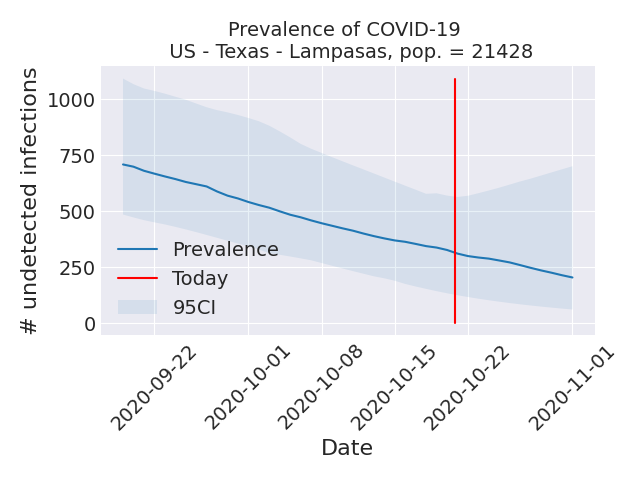 Prevalence of COVID-19
US - Texas - Lampasas, pop. = 21428
# undetected infections
1000
750
500
250
0
Prevalence
Today
95CI
2020-09-22
2020-10-01
2020-10-08
2020-10-15
2020-10-22
2020-11-01
Date